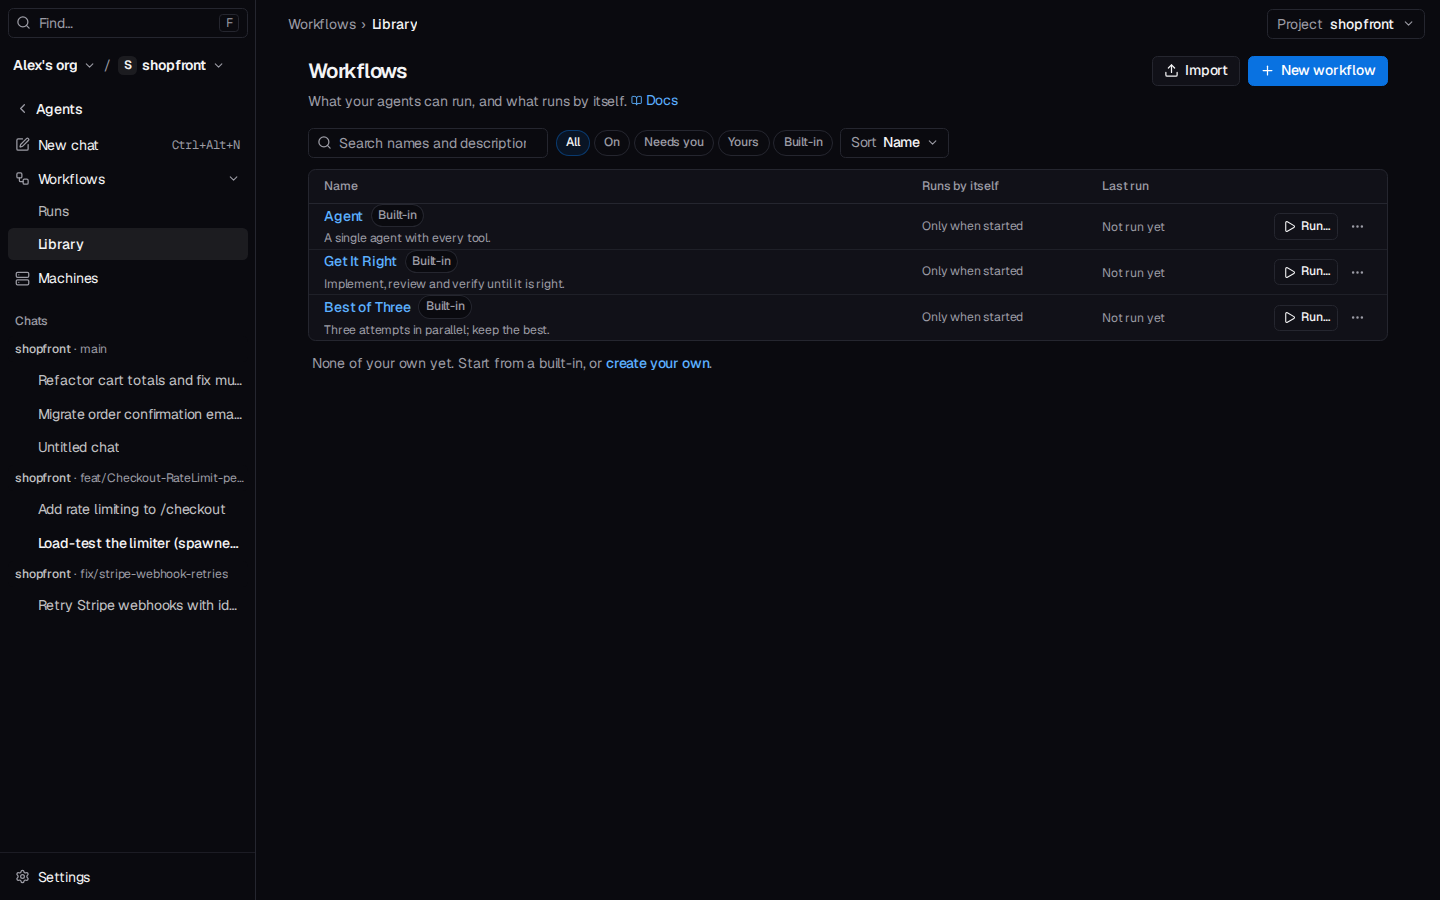 Find...
F
Alex's org / S shopfront
Agents
New chat Ctrl+Alt+N
Workflows
Runs
Library
Machines
Chats
shopfront · main
Refactor cart totals and fix mu...
Migrate order confirmation ema...
Untitled chat
shopfront · feat/Checkout-RateLimit-pe...
Add rate limiting to /checkout
Load-test the limiter (spawne...
shopfront · fix/stripe-webhook-retries
Retry Stripe webhooks with id...
Settings
Workflows › Library
Project shopfront
Workflows
Import
New workflow
What your agents can run, and what runs by itself. Docs
Search names and description
All On Needs you Yours Built-in Sort Name
Name Runs by itself Last run
Agent Built-in
A single agent with every tool.
Only when started Not run yet Run...
Get It Right Built-in
Implement, review and verify until it is right.
Only when started Not run yet Run...
Best of Three Built-in
Three attempts in parallel; keep the best.
Only when started Not run yet Run...
None of your own yet. Start from a built-in, or create your own.